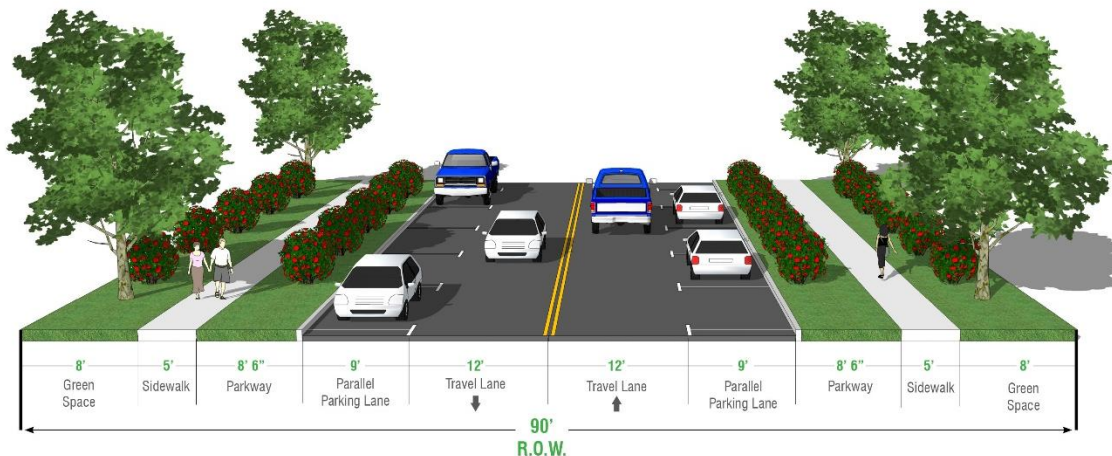 8' 5' 8' 6” 9' 12' 12' 9' 8' 6” 5' 8'
Green Space
Sidewalk
Parkway
Parallel Parking Lane
Travel Lane
Travel Lane
Parallel Parking Lane
Parkway
Sidewalk
Green Space
90'
R.O.W.